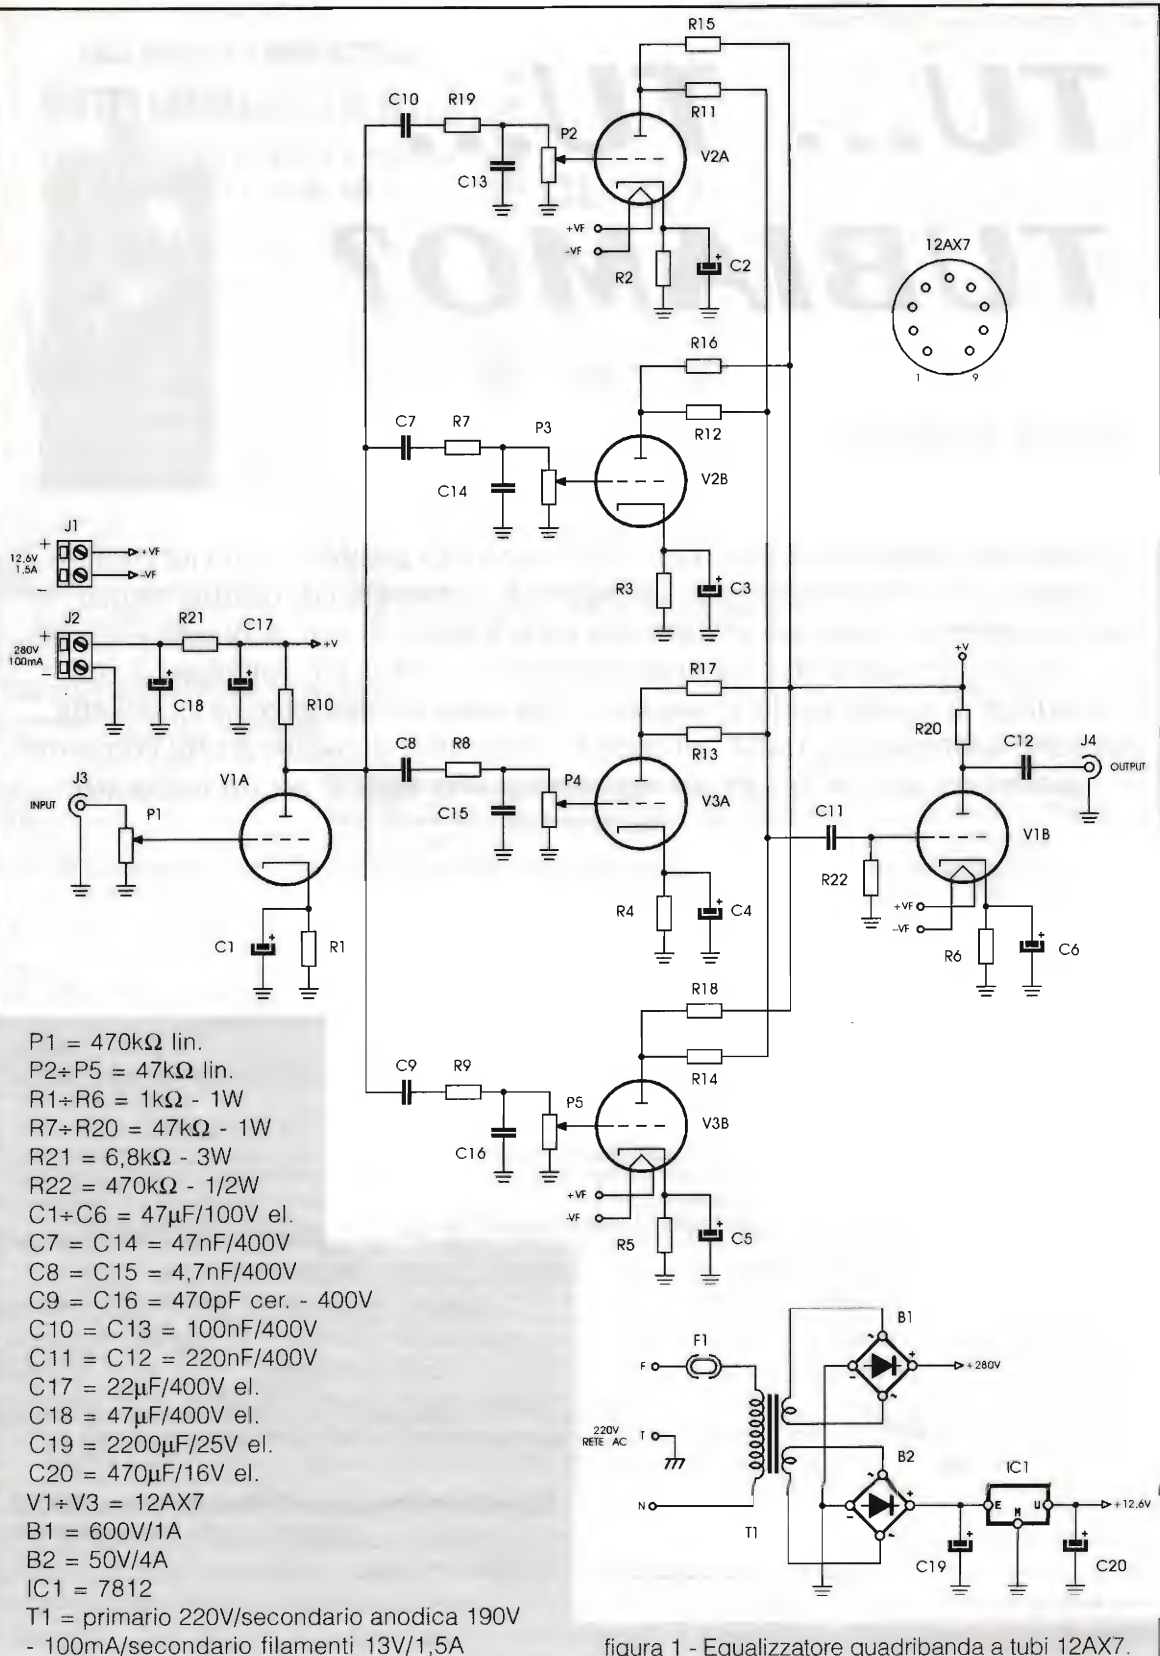 R15
C10
R19
R11
P2
V2A
C13
+VF
-VF
R2
C2
12AX7
1
9
R16
C7
R7
P3
R12
V2B
C14
R3
C3
J1
+
12,6V
1,5A
-
+VF
-VF
J2
+
280V
100mA
-
R21
C17
+V
C18
R10
R17
+V
C8
R8
R13
R20
C12
J4
OUTPUT
J3
INPUT
P1
V1A
P4
V3A
C15
C11
V1B
R22
+VF
-VF
R4
C4
C1
R1
R6
C6
R18
C9
R9
R14
P5
V3B
C16
+VF
-VF
R5
C5
P1 = 470kΩ lin.
P2÷P5 = 47kΩ lin.
R1÷R6 = 1kΩ - 1W
R7÷R20 = 47kΩ - 1W
R21 = 6,8kΩ - 3W
R22 = 470kΩ - 1/2W
C1÷C6 = 47µF/100V el.
C7 = C14 = 47nF/400V
C8 = C15 = 4,7nF/400V
C9 = C16 = 470pF cer. - 400V
C10 = C13 = 100nF/400V
C11 = C12 = 220nF/400V
C17 = 22µF/400V el.
C18 = 47µF/400V el.
C19 = 2200µF/25V el.
C20 = 470µF/16V el.
V1÷V3 = 12AX7
B1 = 600V/1A
B2 = 50V/4A
IC1 = 7812
T1 = primario 220V/secondario anodica 190V
- 100mA/secondario filamenti 13V/1,5A
F
F1
B1
~
-
+
~
+280V
220V
RETE AC
T
N
T1
B2
~
-
+
~
IC1
E
M
U
+12,6V
C19
C20
figura 1 - Equalizzatore quadribanda a tubi 12AX7.